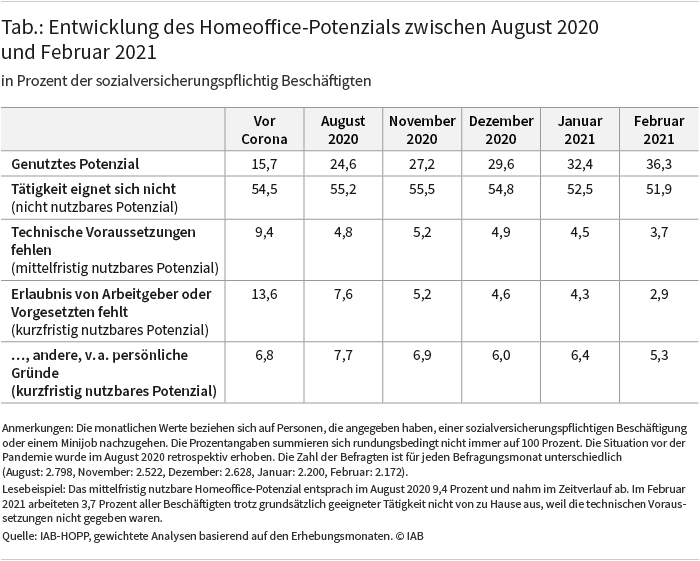 Tab.: Entwicklung des Homeoffice-Potenzials zwischen August 2020
und Februar 2021
in Prozent der sozialversicherungspflichtig Beschäftigten
Vor Corona August 2020 November 2020 Dezember 2020 Januar 2021 Februar 2021
Genutztes Potenzial 15,7 24,6 27,2 29,6 32,4 36,3
Tätigkeit eignet sich nicht 54,5 55,2 55,5 54,8 52,5 51,9
(nicht nutzbares Potenzial)
Technische Voraussetzungen 9,4 4,8 5,2 4,9 4,5 3,7
fehlen
(mittelfristig nutzbares Potenzial)
Erlaubnis von Arbeitgeber oder 13,6 7,6 5,2 4,6 4,3 2,9
Vorgesetzten fehlt
(kurzfristig nutzbares Potenzial)
…, andere, v. a. persönliche 6,8 7,7 6,9 6,0 6,4 5,3
Gründe
(kurzfristig nutzbares Potenzial)
Anmerkungen: Die monatlichen Werte beziehen sich auf Personen, die angegeben haben, einer sozialversicherungspflichtigen Beschäftigung
oder einem Minijob nachzugehen. Die Prozentangaben summieren sich rundungsbedingt nicht immer auf 100 Prozent. Die Situation vor der
Pandemie wurde im August 2020 retrospektiv erhoben. Die Zahl der Befragten ist für jeden Befragungsmonat unterschiedlich
(August: 2.798, November: 2.522, Dezember: 2.628, Januar: 2.200, Februar: 2.172).
Lesebeispiel: Das mittelfristig nutzbare Homeoffice-Potenzial entsprach im August 2020 9,4 Prozent und nahm im Zeitverlauf ab. Im Februar
2021 arbeiteten 3,7 Prozent aller Beschäftigten trotz grundsätzlich geeigneter Tätigkeit nicht von zu Hause aus, weil die technischen Voraus-
setzungen nicht gegeben waren.
Quelle: IAB-HOPP, gewichtete Analysen basierend auf den Erhebungsmonaten. © IAB